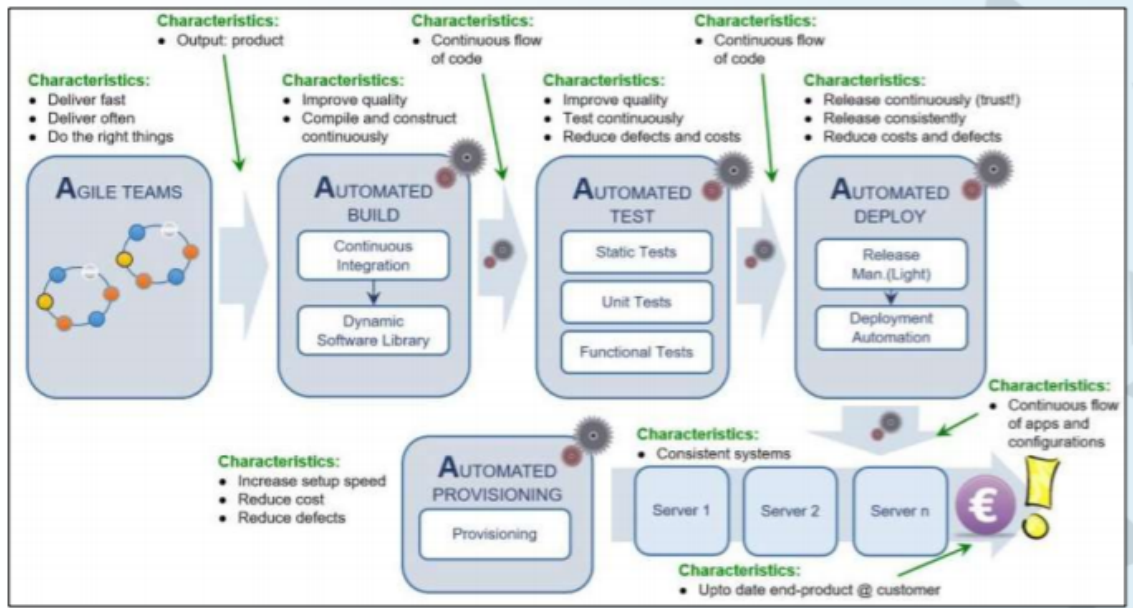 Characteristics:
• Output: product
Characteristics:
• Continuous flow
of code
Characteristics:
• Continuous flow
of code
Characteristics:
• Deliver fast
• Deliver often
• Do the right things
Characteristics:
• Improve quality
• Compile and construct
continuously
Characteristics:
• Improve quality
• Test continuously
• Reduce defects and costs
Characteristics:
• Release continuously (trust!)
• Release consistently
• Reduce costs and defects
AGILE TEAMS
AUTOMATED
BUILD
Continuous
Integration
Dynamic
Software Library
AUTOMATED
TEST
Static Tests
Unit Tests
Functional Tests
AUTOMATED
DEPLOY
Release
Man.(Light)
Deployment
Automation
Characteristics:
• Continuous flow
of apps and
configurations
Characteristics:
• Increase setup speed
• Reduce cost
• Reduce defects
AUTOMATED
PROVISIONING
Provisioning
Characteristics:
• Consistent systems
Server 1
Server 2
Server n
€
!
Characteristics:
• Upto date end-product @ customer